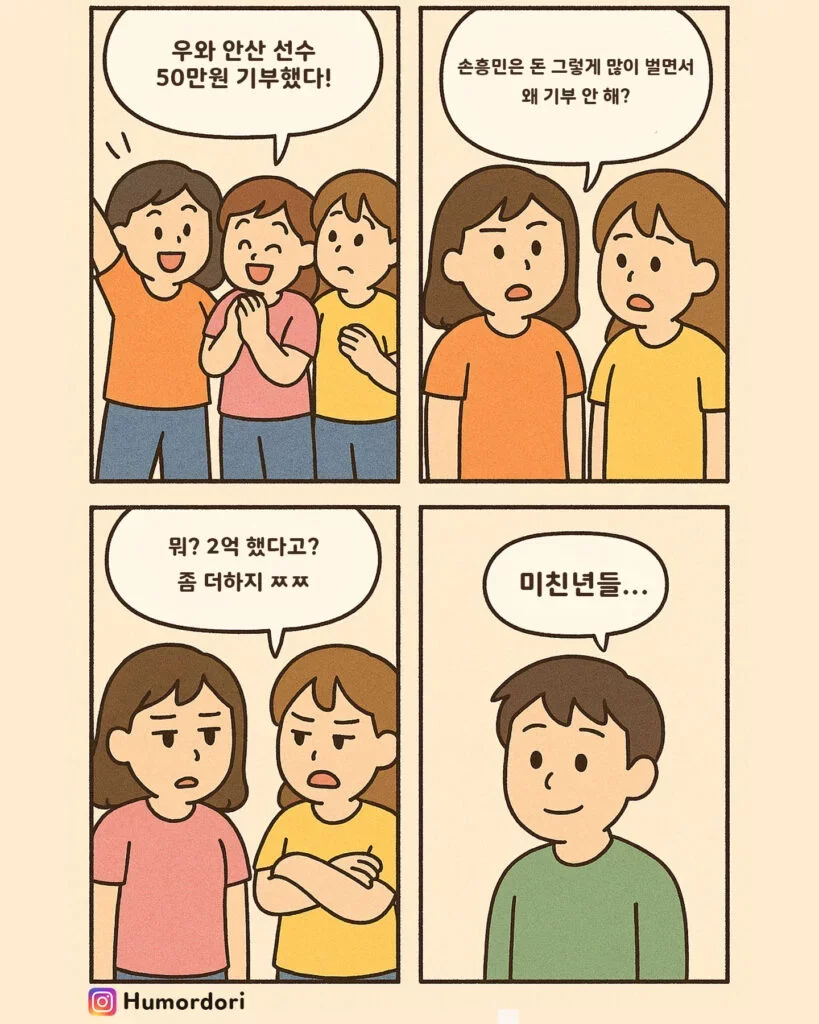 우와 안산 선수
50만원 기부했다!
손흥민은 돈 그렇게 많이 벌면서
왜 기부 안 해?
뭐? 2억 했다고?
좀 더하지 ㅉㅉ
미친년들...
Humordori